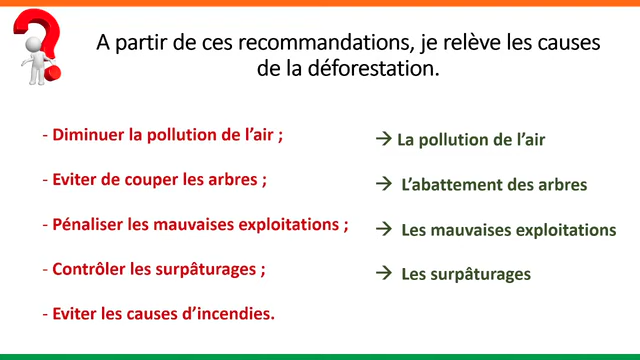 A partir de ces recommandations, je relève les causes
de la déforestation.
- Diminuer la pollution de l'air ;
→ La pollution de l'air
- Eviter de couper les arbres ;
→ L'abattement des arbres
- Pénaliser les mauvaises exploitations ;
→ Les mauvaises exploitations
- Contrôler les surpâturages ;
→ Les surpâturages
- Eviter les causes d'incendies.